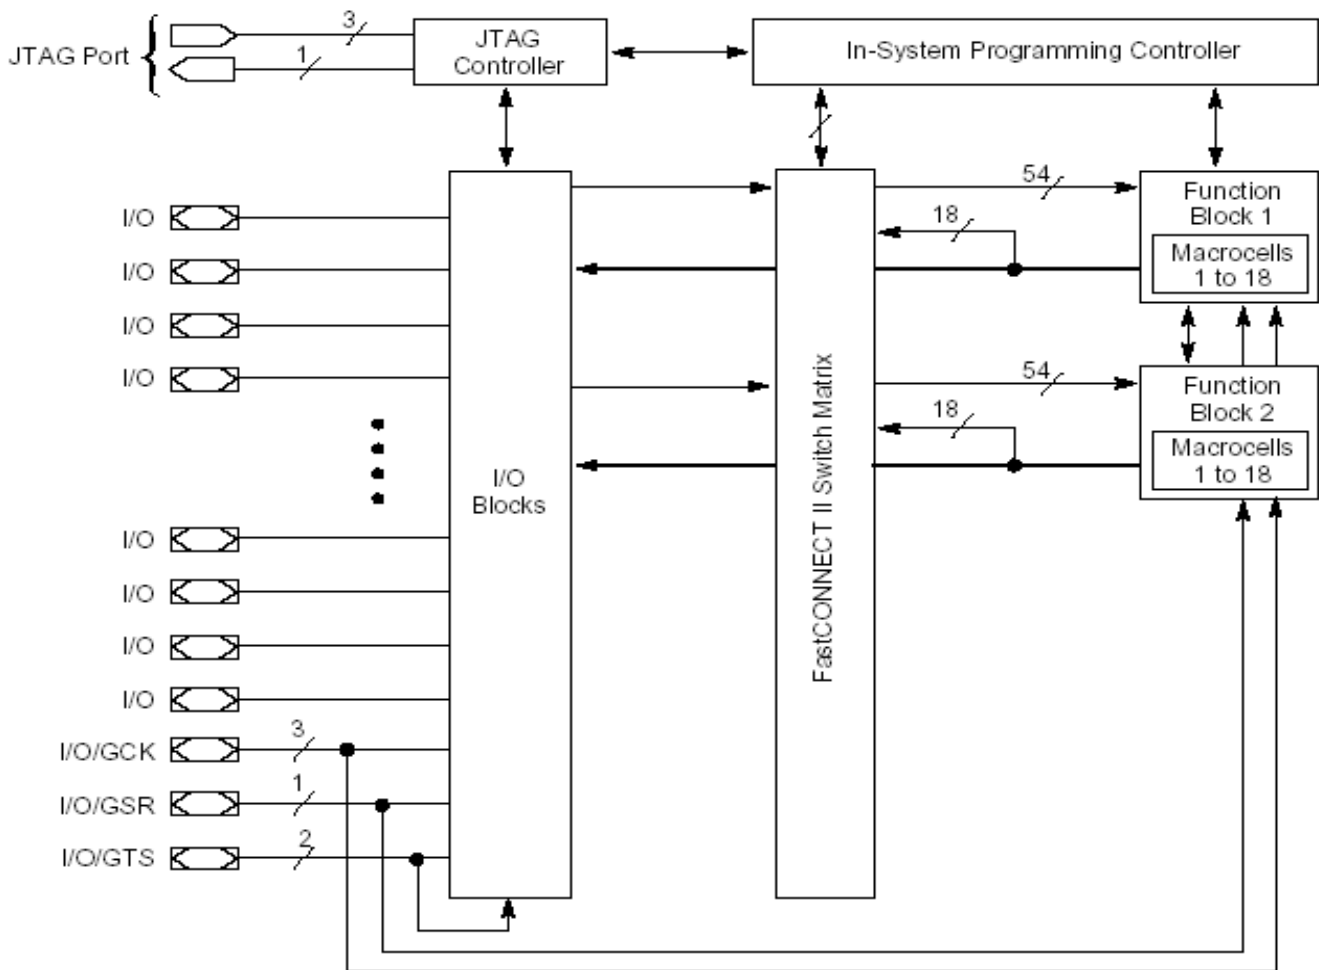 JTAG Port
3
1
JTAG
Controller
In-System Programming Controller
I/O
I/O
I/O
I/O
I/O
I/O
I/O
I/O
I/O/GCK
3
I/O/GSR
1
I/O/GTS
2
I/O
Blocks
FastCONNECT II Switch Matrix
54
18
Function
Block 1
Macrocells
1 to 18
54
18
Function
Block 2
Macrocells
1 to 18